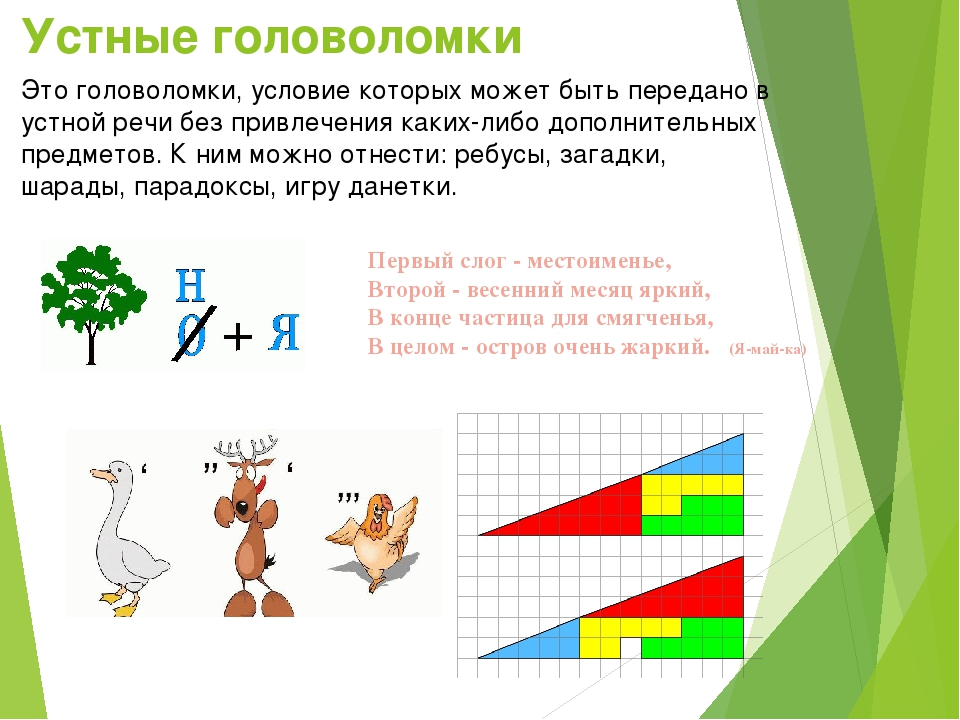 Устные головоломки
Это головоломки, условие которых может быть передано в
устной речи без привлечения каких-либо дополнительных
предметов. К ним можно отнести: ребусы, загадки,
шарады, парадоксы, игру данетки.
Н
О + Я
Первый слог - местоименье,
Второй - весенний месяц яркий,
В конце частица для смягченья,
В целом - остров очень жаркий. (Я-май-ка)
‘ ,, ‘ ,,,